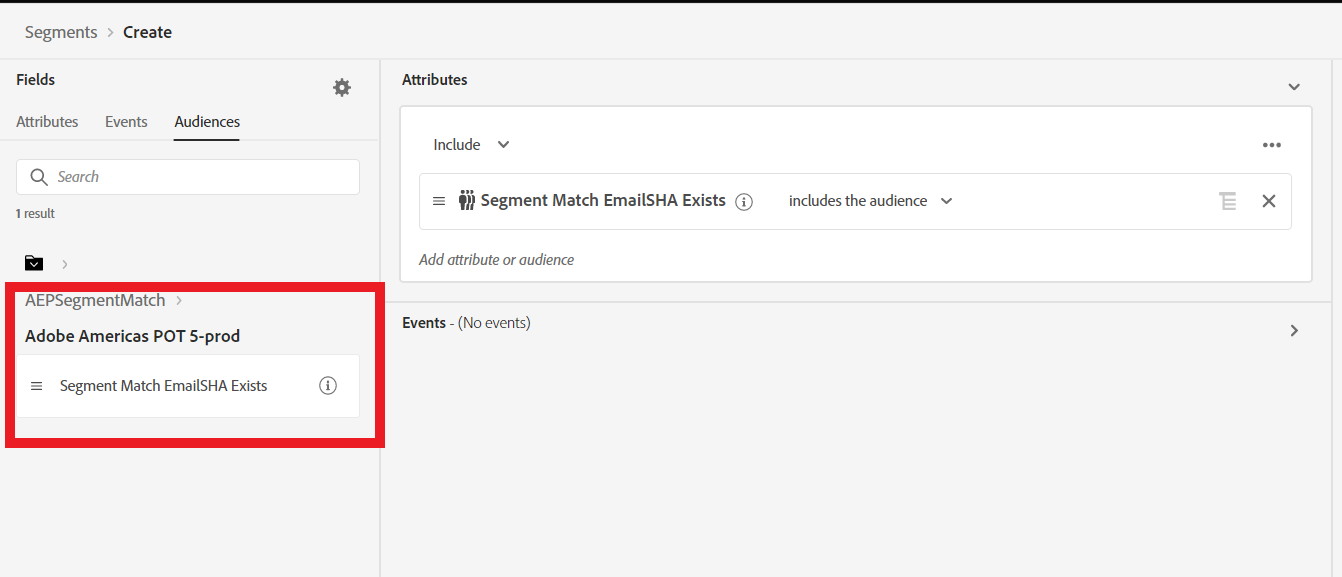 Segments > Create
Fields
Attributes Events Audiences
Search
1 result
>
AEPSegmentMatch >
Adobe Americas POT 5-prod
Segment Match EmailSHA Exists
Attributes
Include
Segment Match EmailSHA Exists includes the audience
Add attribute or audience
Events - (No events)